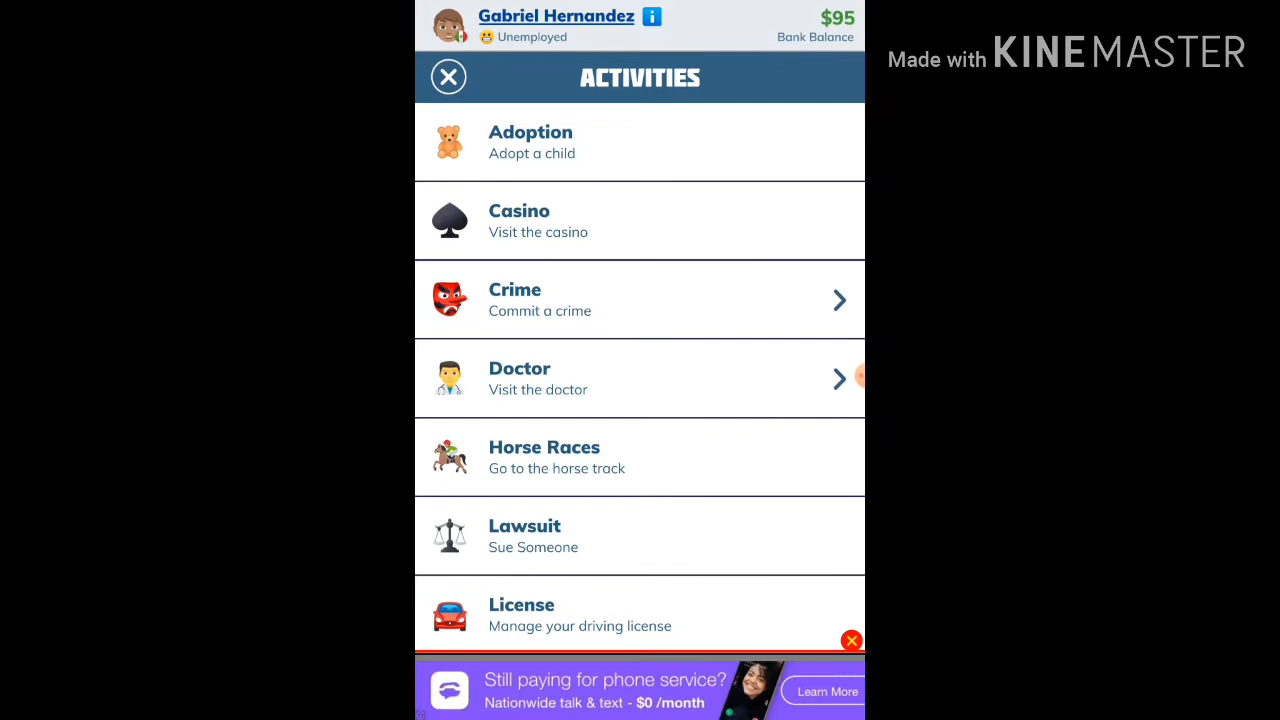 Gabriel Hernandez
$95
Unemployed
Bank Balance
Made with KINEMASTER
ACTIVITIES
Adoption
Adopt a child
Casino
Visit the casino
Crime
Commit a crime
Doctor
Visit the doctor
Horse Races
Go to the horse track
Lawsuit
Sue Someone
License
Manage your driving license
Still paying for phone service?
Nationwide talk & text - $0 /month
Learn More